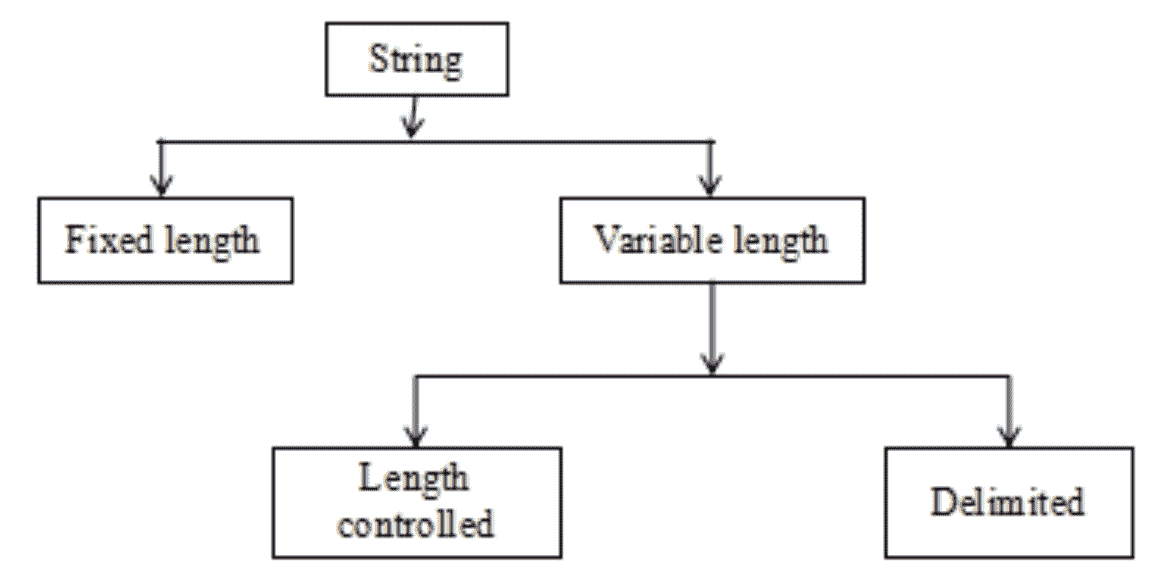 String
Fixed length
Variable length
Length
controlled
Delimited